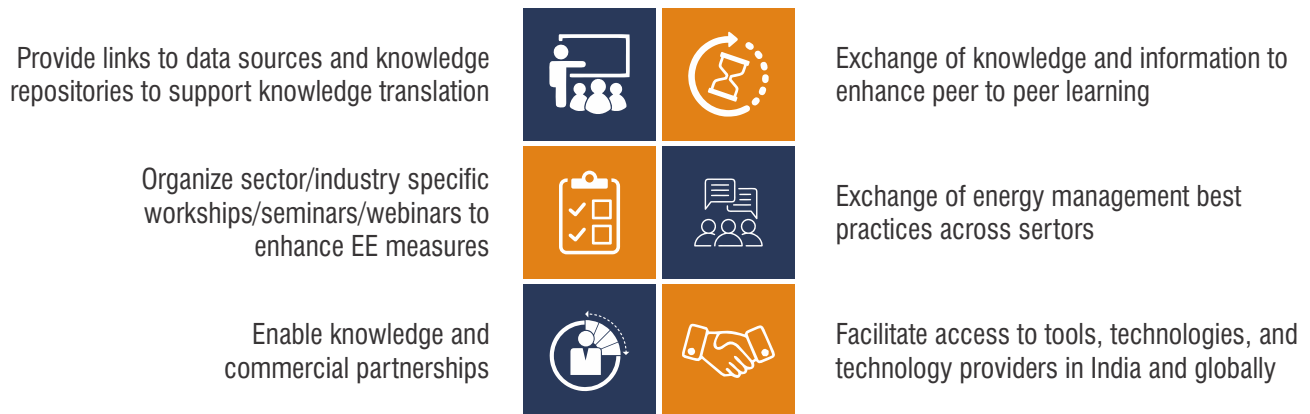 Provide links to data sources and knowledge
repositories to support knowledge translation
Exchange of knowledge and information to
enhance peer to peer learning
Organize sector/industry specific
workships/seminars/webinars to
enhance EE measures
Exchange of energy management best
practices across sertors
Enable knowledge and
commercial partnerships
Facilitate access to tools, technologies, and
technology providers in India and globally